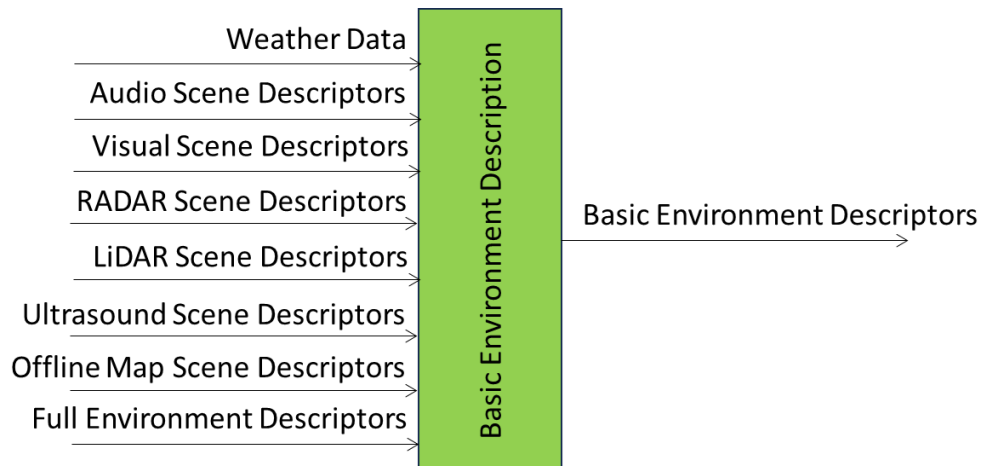 Weather Data
Audio Scene Descriptors
Visual Scene Descriptors
RADAR Scene Descriptors
LiDAR Scene Descriptors
Ultrasound Scene Descriptors
Offline Map Scene Descriptors
Full Environment Descriptors
Basic Environment Description
Basic Environment Descriptors